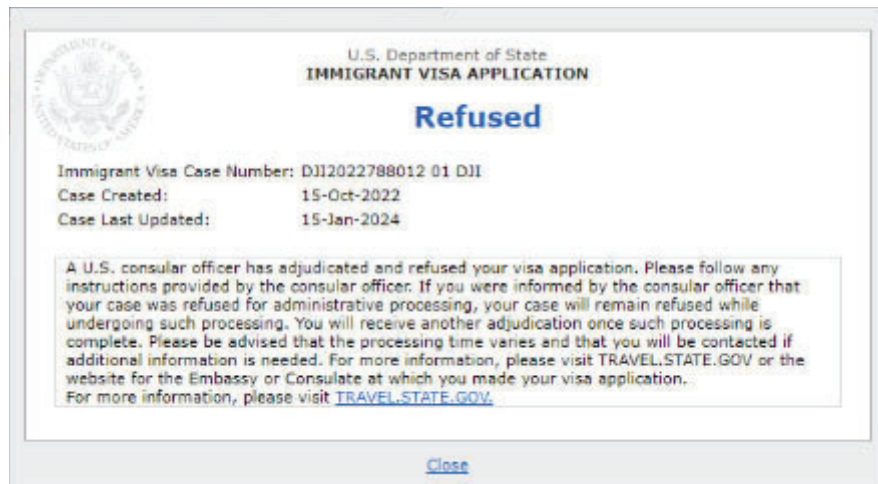 U.S. Department of State
IMMIGRANT VISA APPLICATION
Refused
Immigrant Visa Case Number: DJI2022788012 01 DJI
Case Created: 15-Oct-2022
Case Last Updated: 15-Jan-2024
A U.S. consular officer has adjudicated and refused your visa application. Please follow any
instructions provided by the consular officer. If you were informed by the consular officer that
your case was refused for administrative processing, your case will remain refused while
undergoing such processing. You will receive another adjudication once such processing is
complete. Please be advised that the processing time varies and that you will be contacted if
additional information is needed. For more information, please visit TRAVEL.STATE.GOV or the
website for the Embassy or Consulate at which you made your visa application.
For more information, please visit TRAVEL.STATE.GOV.
Close